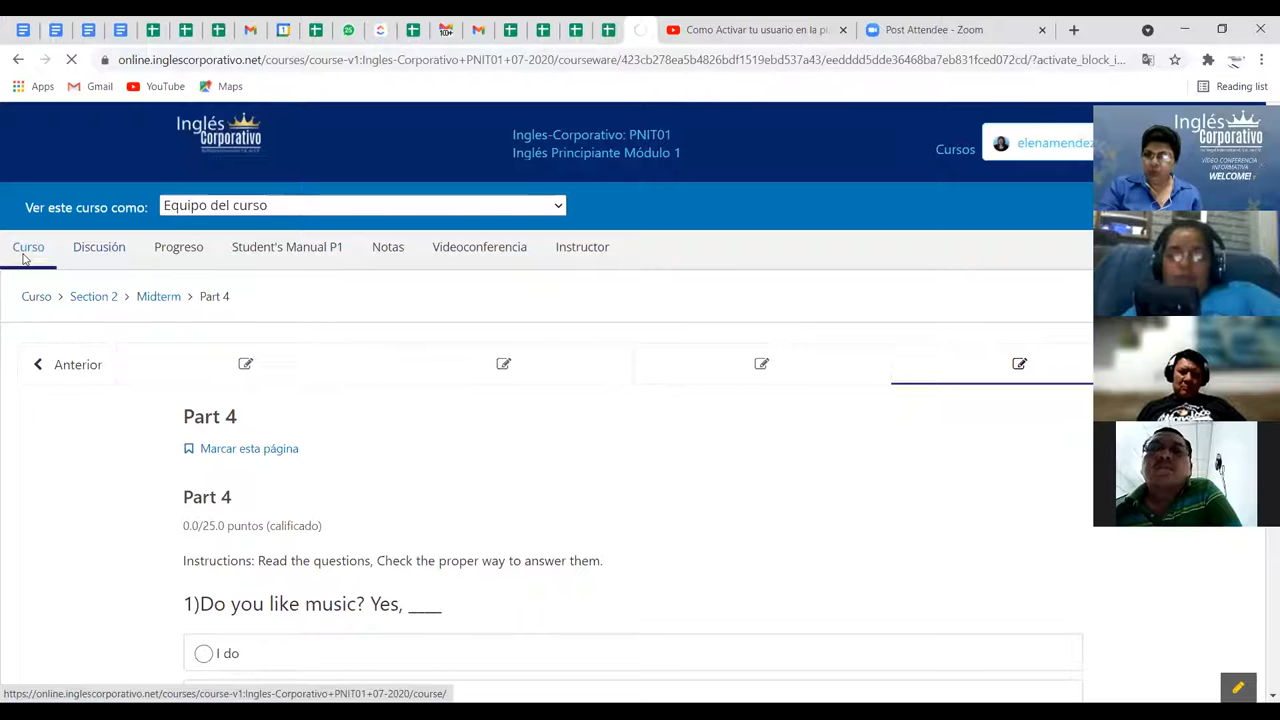 10+
25
Como Activar tu usuario en la pl
Post Attendee - Zoom
online.inglescorporativo.net/courses/course-v1:Ingles-Corporativo+PNIT01+07-2020/courseware/423cb278ea5b4826bdf1519ebd537a43/eedddd5dde36468ba7eb831fced072cd/?activate_block_i...
Apps
Gmail
YouTube
Maps
Reading list
Inglés
Corporativo
Ingles-Corporativo: PNIT01
Inglés Principiante Módulo 1
Cursos
elenamendez
Inglés
Corporativo
VÍDEO CONFERENCIA
INFORMATIVA
WELCOME!
Ver este curso como:
Equipo del curso
Curso
Discusión
Progreso
Student's Manual P1
Notas
Videoconferencia
Instructor
Curso > Section 2 > Midterm > Part 4
Anterior
Part 4
Marcar esta página
Part 4
0.0/25.0 puntos (calificado)
Instructions: Read the questions, Check the proper way to answer them.
1)Do you like music? Yes, ____
I do
https://online.inglescorporativo.net/courses/course-v1:Ingles-Corporativo+PNIT01+07-2020/course/